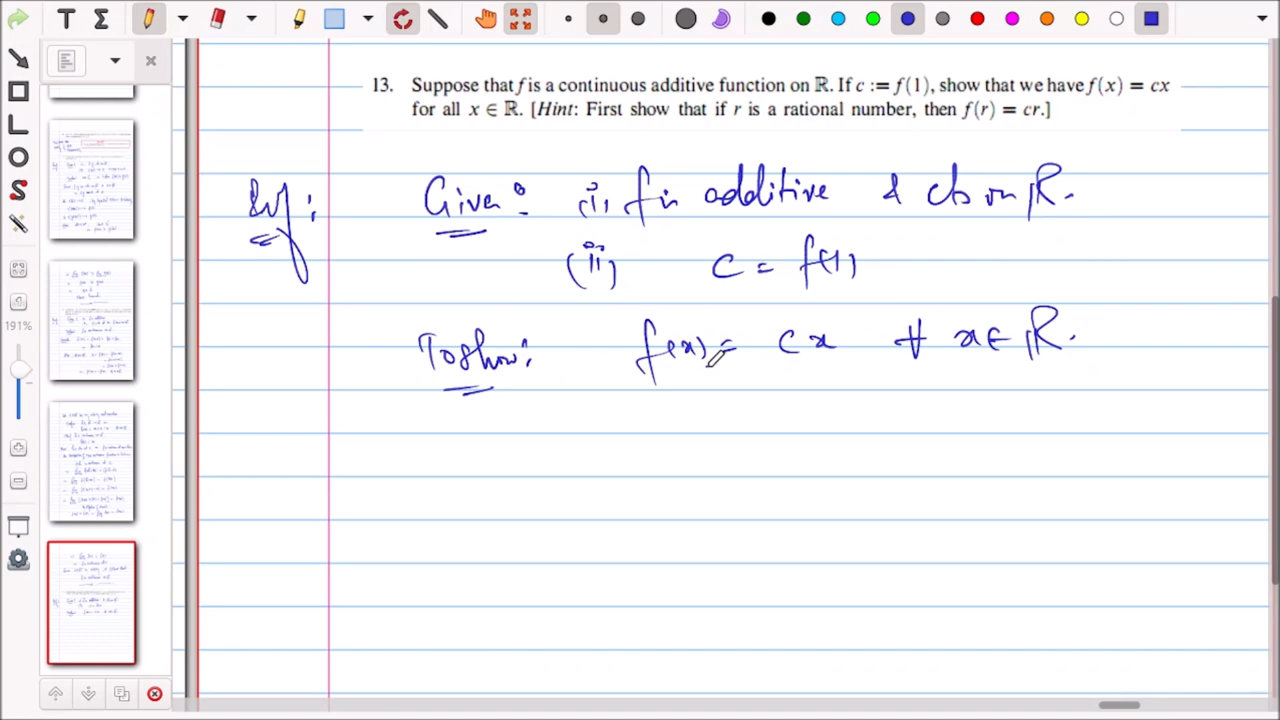 T Σ
13. Suppose that f is a continuous additive function on ℝ. If c := f(1), show that we have f(x) = cx
for all x ∈ ℝ. [Hint: First show that if r is a rational number, then f(r) = cr.]
Given: (i) f is additive & cts on ℝ.
(ii) c = f(1)
To show: f(x) = cx ∀ x ∈ ℝ.
191%